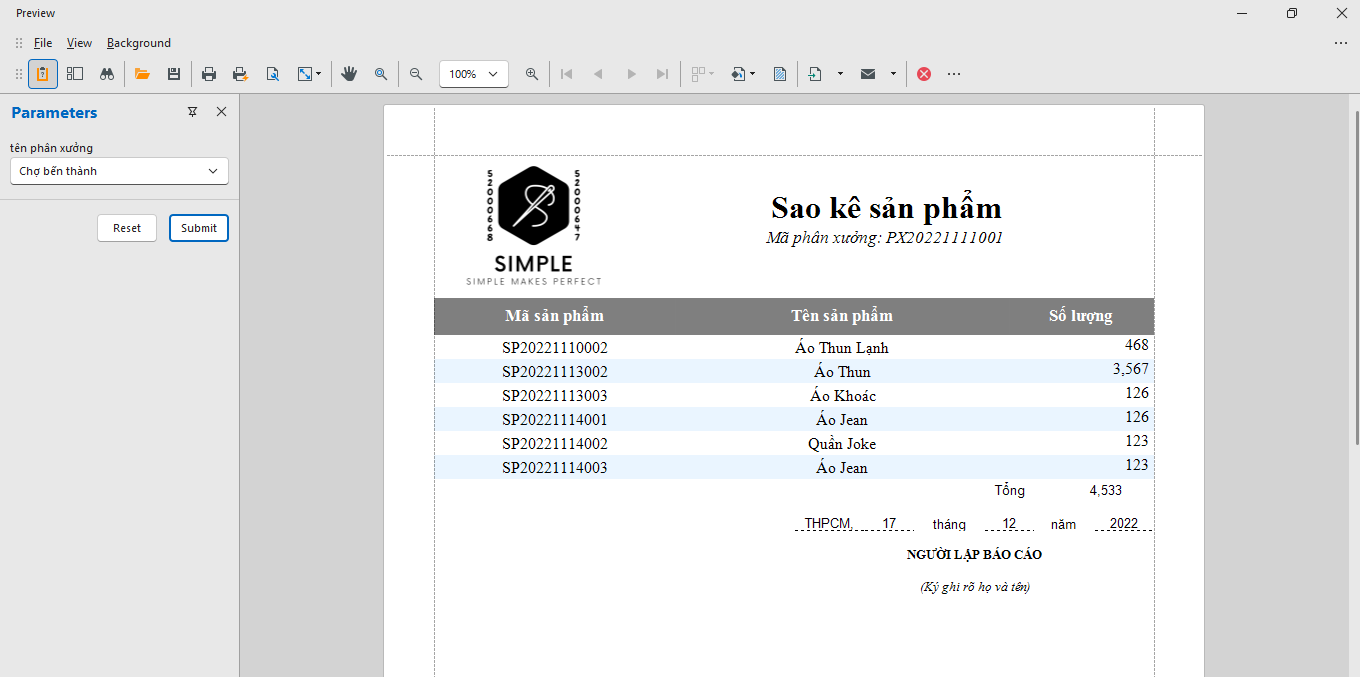 Preview
File View Background
100%
Parameters
tên phân xưởng
Chợ bến thành
Reset Submit
5200668
5200647
SIMPLE
SIMPLE MAKES PERFECT
Sao kê sản phẩm
Mã phân xưởng: PX20221111001
Mã sản phẩm Tên sản phẩm Số lượng
SP20221110002 Áo Thun Lạnh 468
SP20221113002 Áo Thun 3,567
SP20221113003 Áo Khoác 126
SP20221114001 Áo Jean 126
SP20221114002 Quần Joke 123
SP20221114003 Áo Jean 123
Tổng 4,533
THPCM, 17 tháng 12 năm 2022
NGƯỜI LẬP BÁO CÁO
(Ký ghi rõ họ và tên)